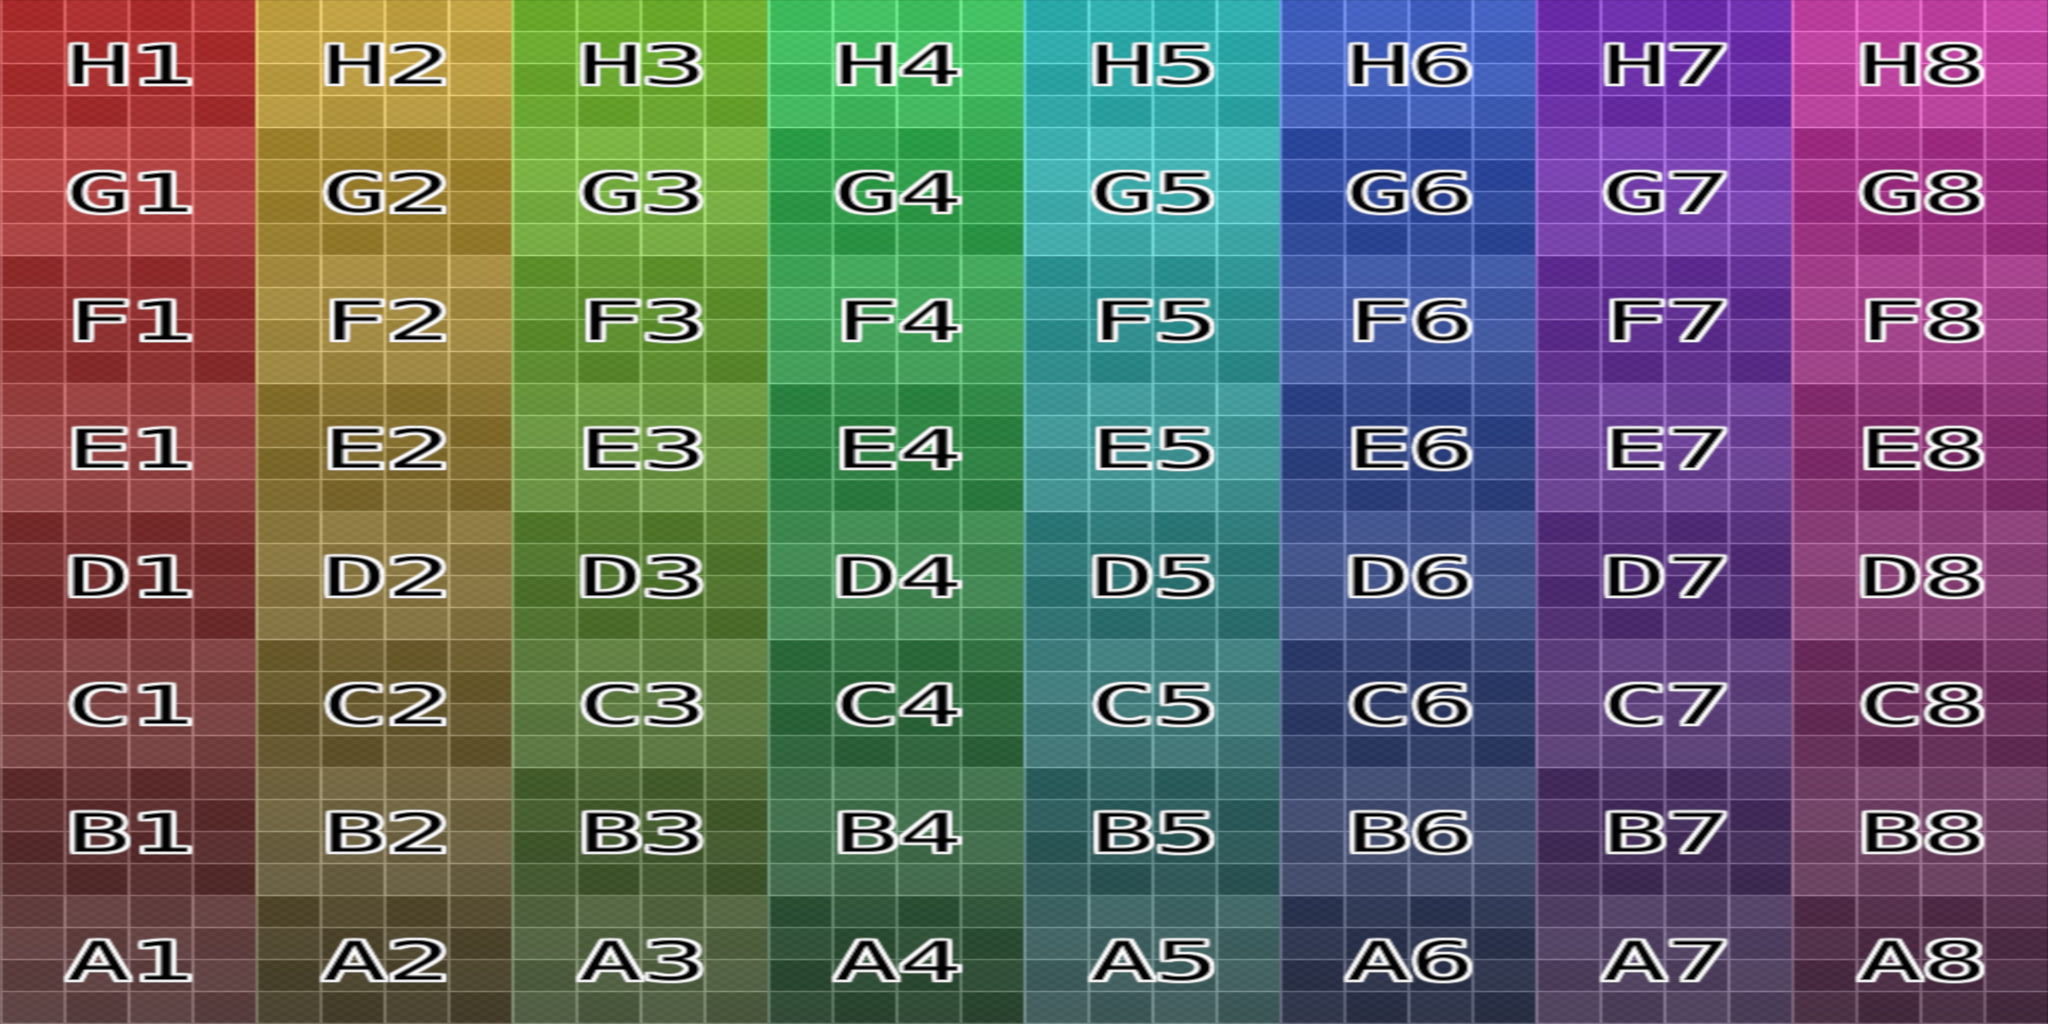 H1 H2 H3 H4 H5 H6 H7 H8
G1 G2 G3 G4 G5 G6 G7 G8
F1 F2 F3 F4 F5 F6 F7 F8
E1 E2 E3 E4 E5 E6 E7 E8
D1 D2 D3 D4 D5 D6 D7 D8
C1 C2 C3 C4 C5 C6 C7 C8
B1 B2 B3 B4 B5 B6 B7 B8
A1 A2 A3 A4 A5 A6 A7 A8